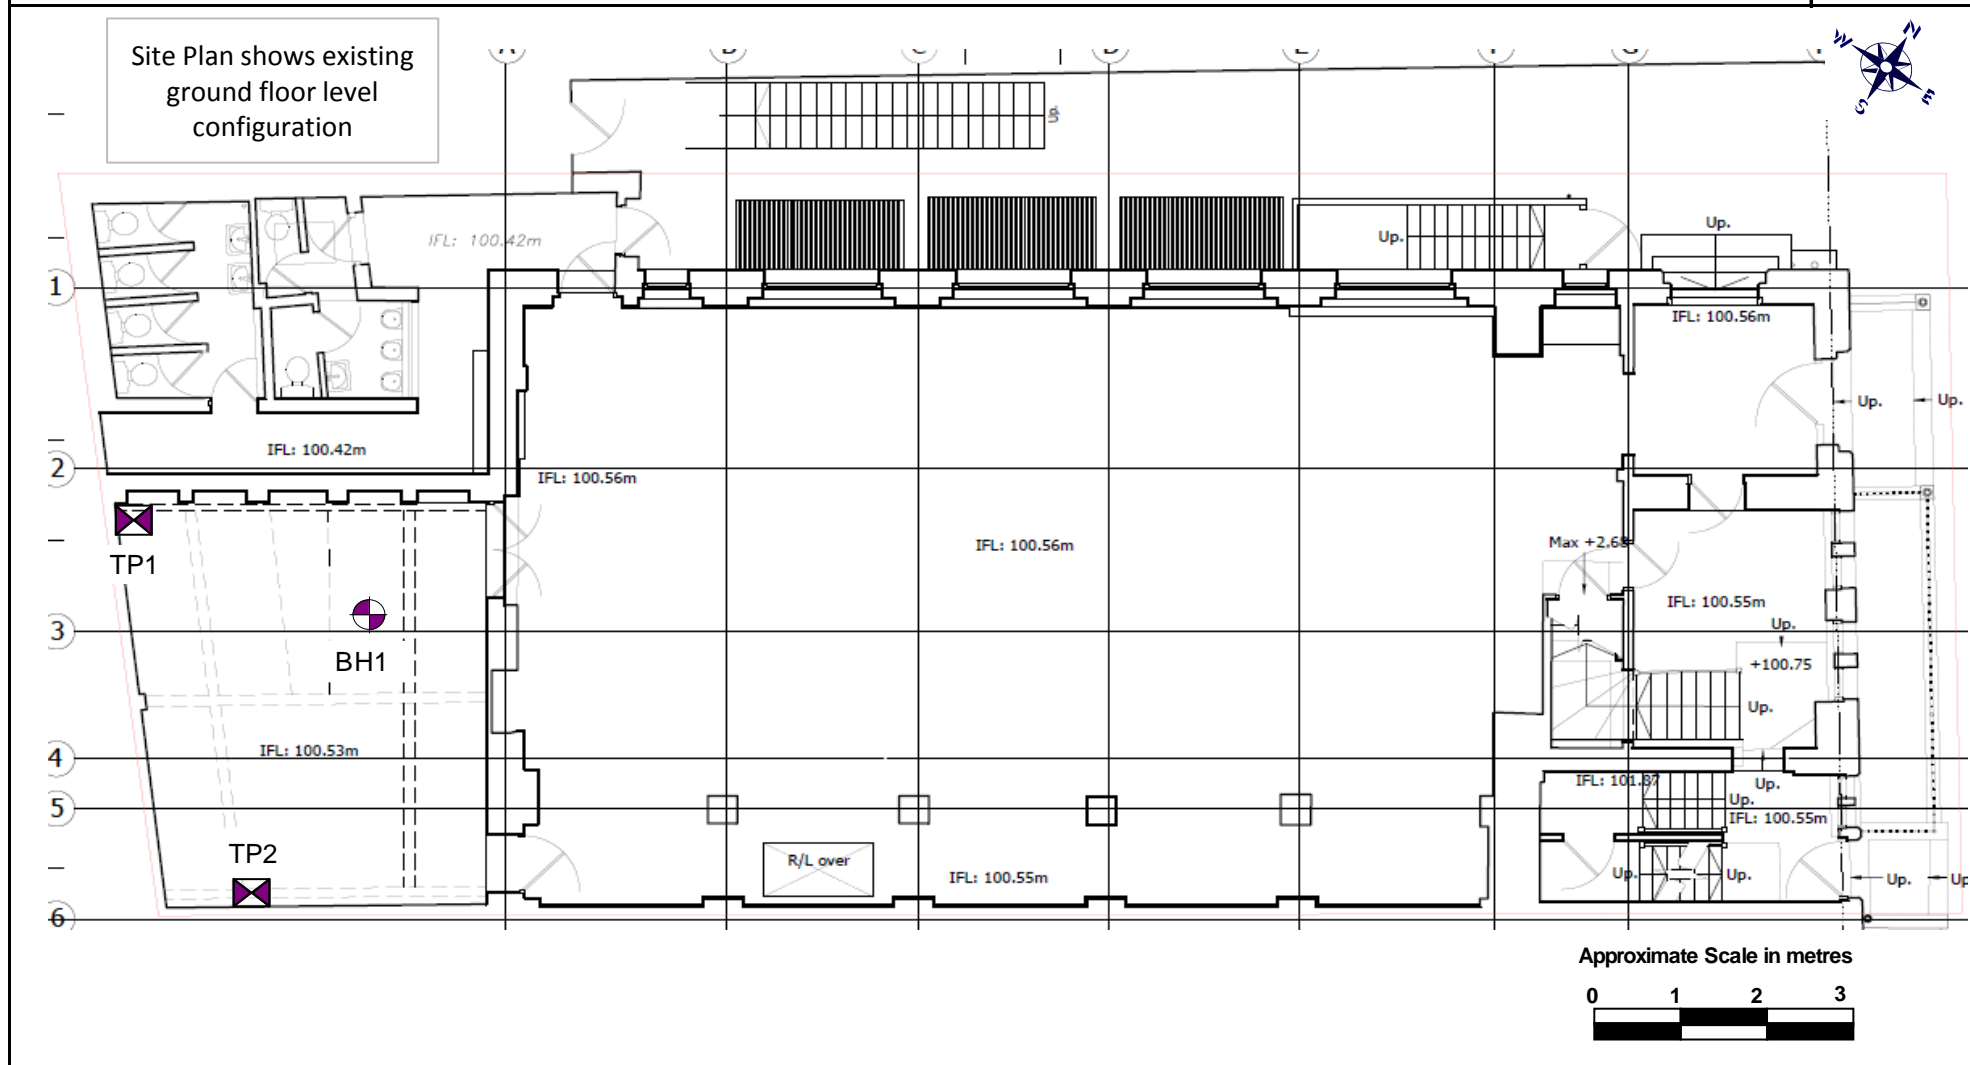 Site Plan shows existing
ground floor level
configuration
A
B
C
D
E
F
G
W
N
S
E
Up.
IFL: 100.42m
Up.
Up.
1
IFL: 100.56m
Up.
Up.
IFL: 100.42m
2
IFL: 100.56m
IFL: 100.56m
Max +2.68
TP1
IFL: 100.55m
Up.
3
BH1
+100.75
Up.
IFL: 100.53m
4
IFL: 101.87
Up.
5
Up.
IFL: 100.55m
TP2
R/L over
IFL: 100.55m
Up.
Up.
Up.
Up
6
Approximate Scale in metres
0 1 2 3